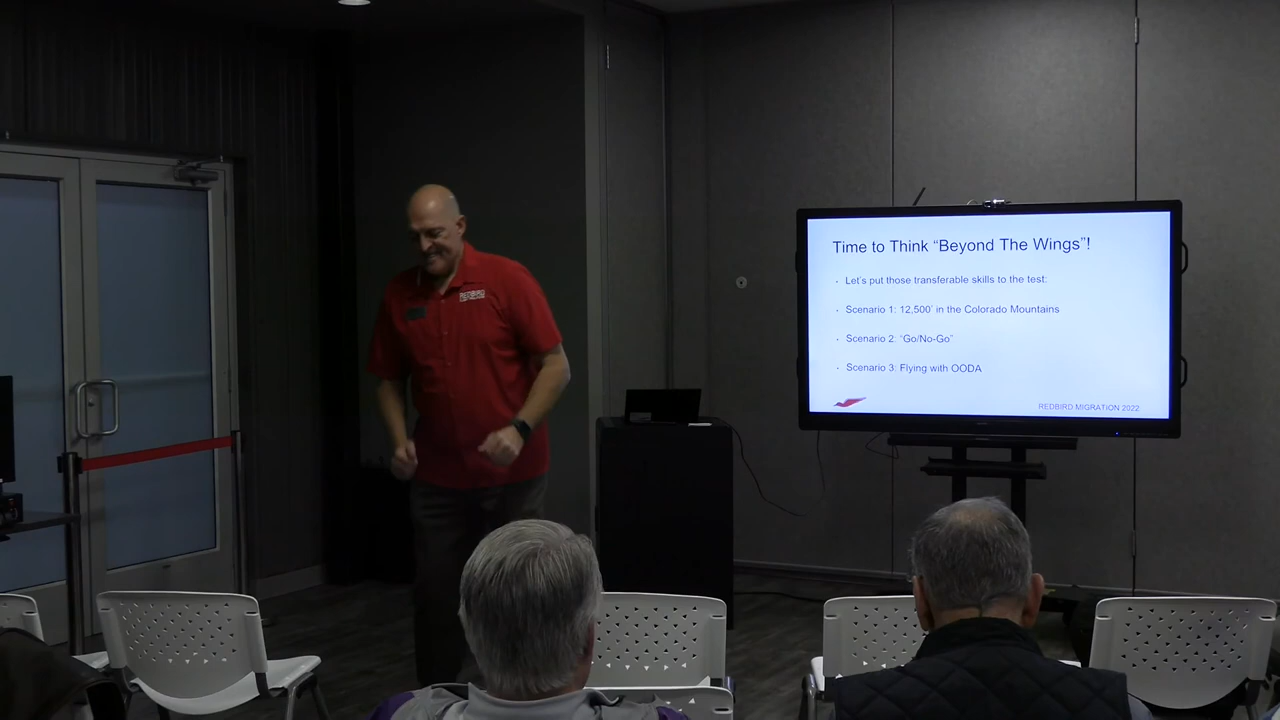 REDBIRD
Time to Think “Beyond The Wings”!
· Let's put those transferable skills to the test:
· Scenario 1: 12,500' in the Colorado Mountains
· Scenario 2: “Go/No-Go”
· Scenario 3: Flying with OODA
REDBIRD MIGRATION 2022